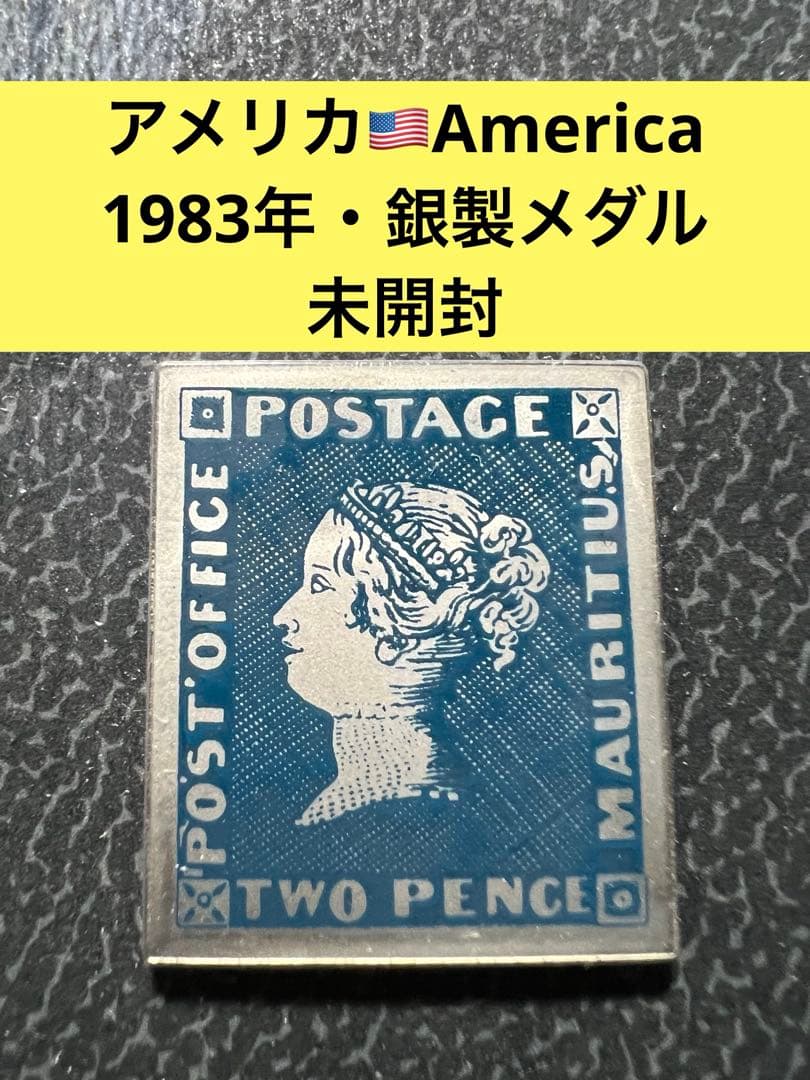 アメリカ🇺🇸America
1983年・銀製メダル
未開封
POSTAGE
POST OFFICE
MAURITIUS
TWO PENCE